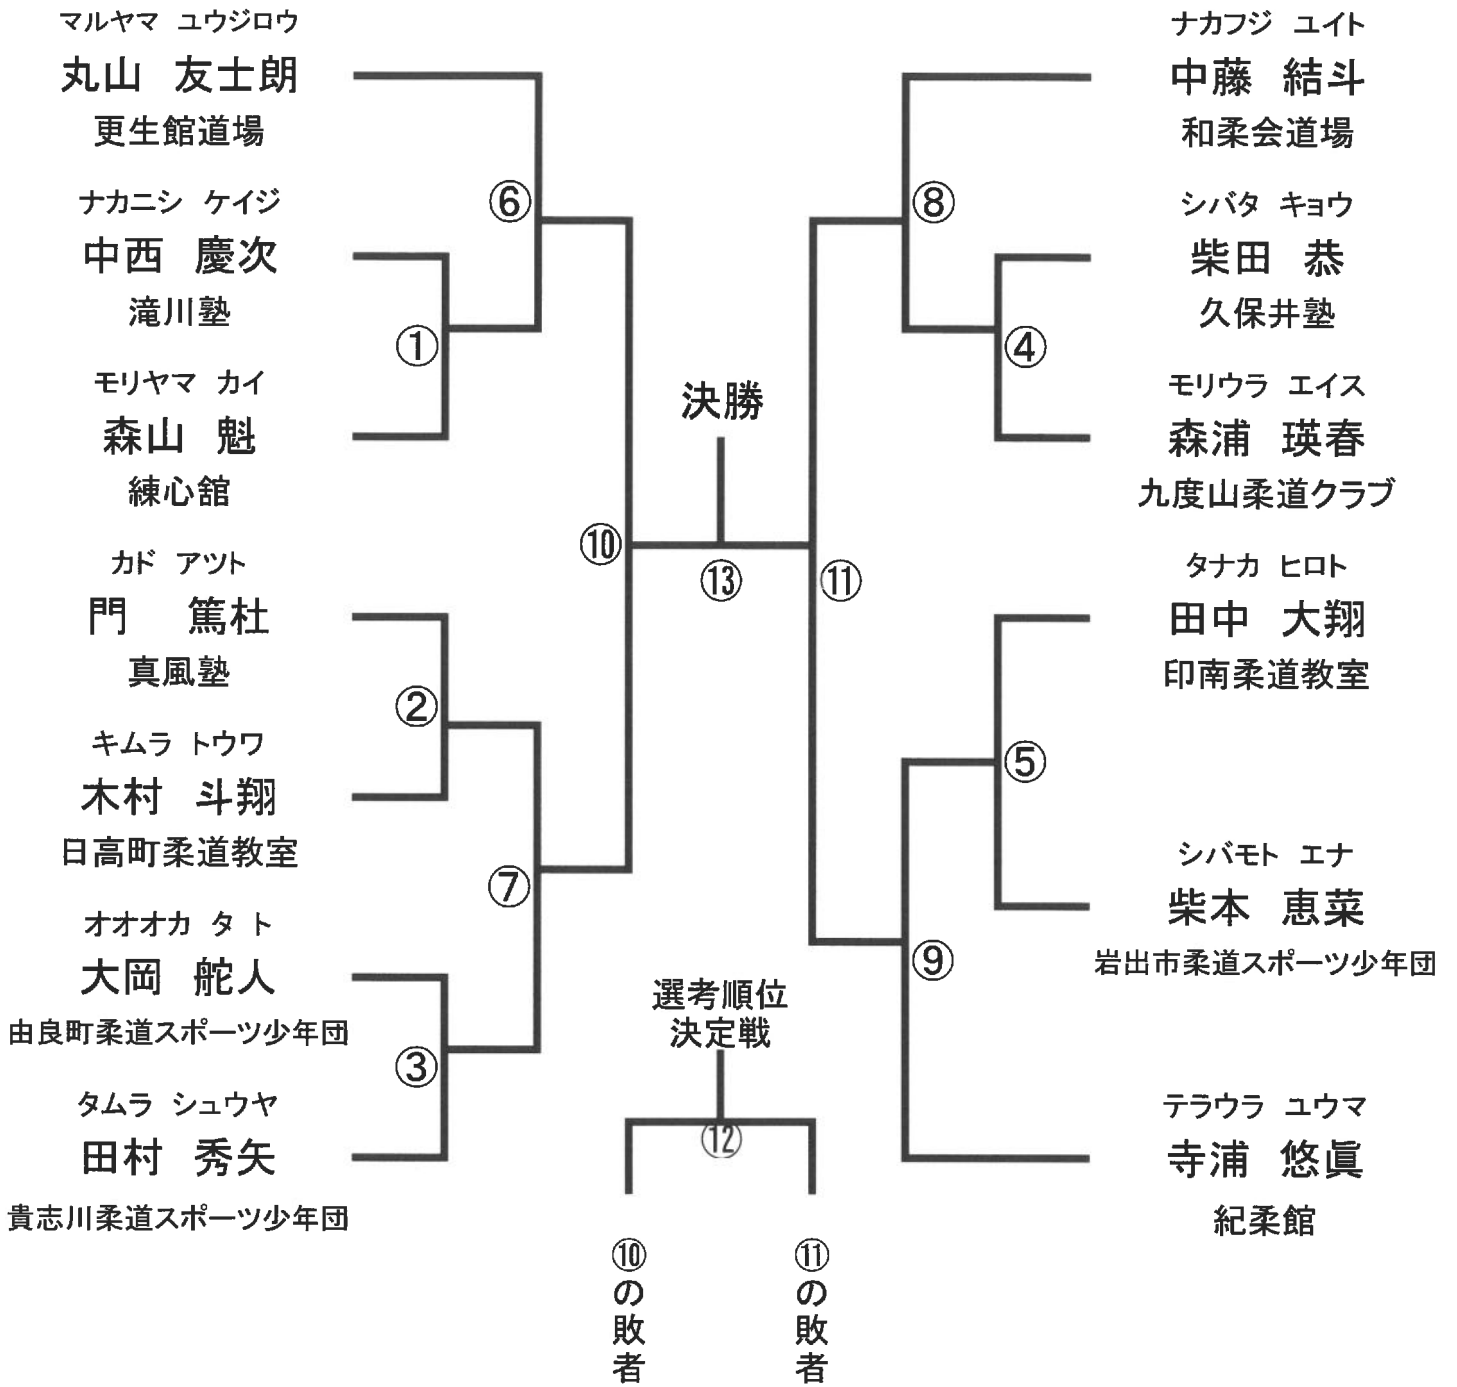 マルヤマ ユウジロウ
丸山 友士朗
更生館道場
ナカニシ ケイジ
中西 慶次
滝川塾
モリヤマ カイ
森山 魁
練心舘
カド アツト
門 篤杜
真風塾
キムラ トウワ
木村 斗翔
日高町柔道教室
オオオカ タ ト
大岡 舵人
由良町柔道スポーツ少年団
タムラ シュウヤ
田村 秀矢
貴志川柔道スポーツ少年団
⑥
①
②
⑦
③
⑩
決勝
⑬
⑪
選考順位
決定戦
⑫
⑩の敗者
⑪の敗者
⑧
④
⑤
⑨
ナカフジ ユイト
中藤 結斗
和柔会道場
シバタ キョウ
柴田 恭
久保井塾
モリウラ エイス
森浦 瑛春
九度山柔道クラブ
タナカ ヒロト
田中 大翔
印南柔道教室
シバモト エナ
柴本 恵菜
岩出市柔道スポーツ少年団
テラウラ ユウマ
寺浦 悠眞
紀柔館